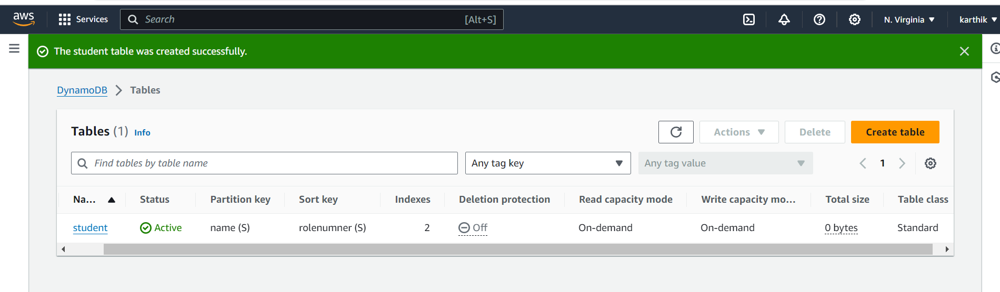 aws Services Search [Alt+S] N. Virginia karthik
The student table was created successfully.
DynamoDB Tables
Tables (1) Info Actions Delete Create table
Find tables by table name Any tag key Any tag value 1
Na... Status Partition key Sort key Indexes Deletion protection Read capacity mode Write capacity mo... Total size Table class
student Active name (S) rolenumner (S) 2 Off On-demand On-demand 0 bytes Standard